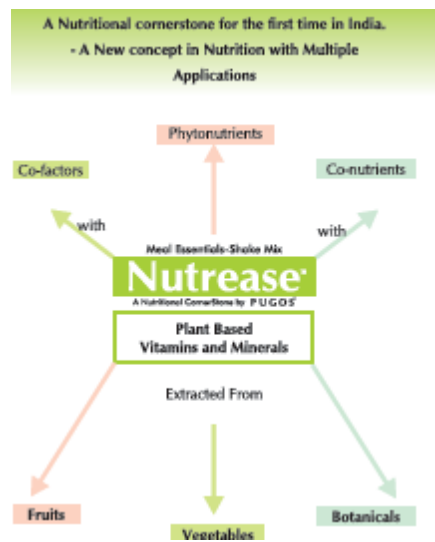 A Nutritional cornerstone for the first time in India.
- A New concept in Nutrition with Multiple
Applications
Phytonutrients
Co-factors
Co-nutrients
with
with
Meal Essentials-Shake Mix
Nutrease™
A Nutritional CornerStone by PUGOS
Plant Based
Vitamins and Minerals
Extracted From
Fruits
Vegetables
Botanicals